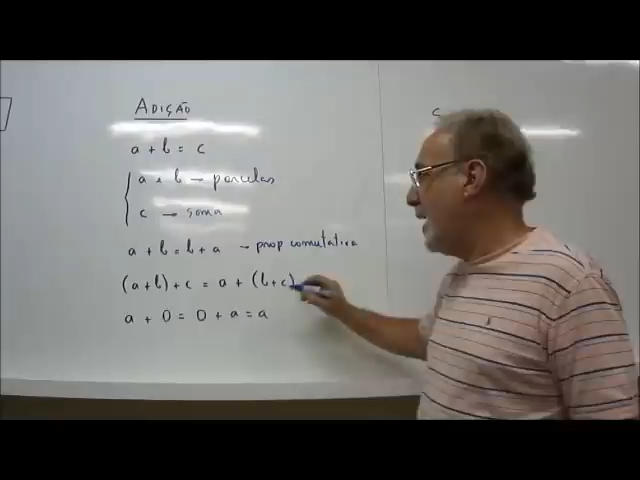 ADIÇÃO
a + b = c
a e b → parcelas
c → soma
a + b = b + a → prop comutativa
(a + b) + c = a + (b + c)
a + 0 = 0 + a = a